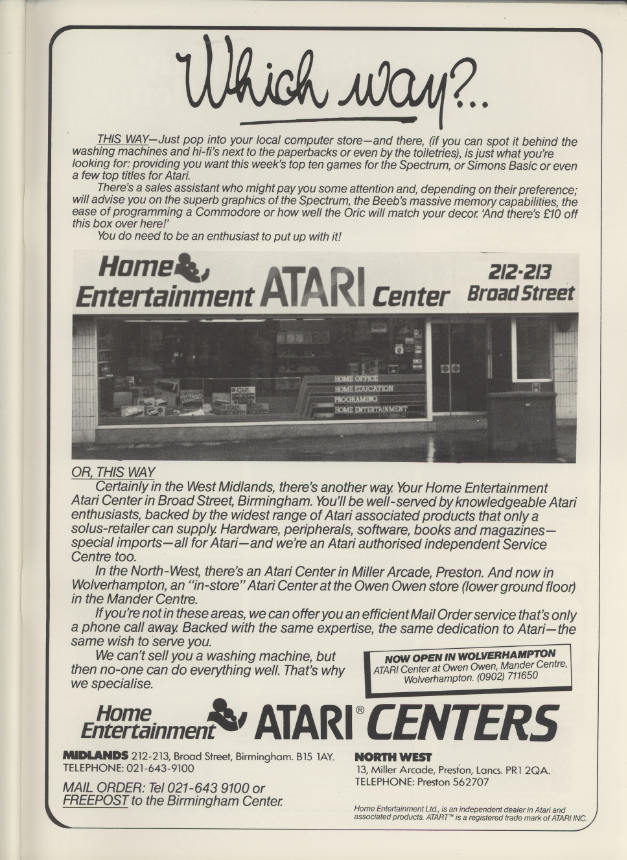 Which way?..
THIS WAY—Just pop into your local computer store—and there, (if you can spot it behind the
washing machines and hi-fi's next to the paperbacks or even by the toiletries), is just what you're
looking for: providing you want this week's top ten games for the Spectrum, or Simons Basic or even
a few top titles for Atari.
There's a sales assistant who might pay you some attention and, depending on their preference;
will advise you on the superb graphics of the Spectrum, the Beeb's massive memory capabilities, the
ease of programming a Commodore or how well the Oric will match your decor. 'And there's £10 off
this box over here!'
You do need to be an enthusiast to put up with it!
Home
Entertainment ATARI Center
212-213
Broad Street
HOME OFFICE
HOME EDUCATION
PROGRAMING
HOME ENTERTAINMENT
OR, THIS WAY
Certainly in the West Midlands, there's another way. Your Home Entertainment
Atari Center in Broad Street, Birmingham. You'll be well-served by knowledgeable Atari
enthusiasts, backed by the widest range of Atari associated products that only a
solus-retailer can supply. Hardware, peripherals, software, books and magazines—
special imports—all for Atari—and we're an Atari authorised independent Service
Centre too.
In the North-West, there's an Atari Center in Miller Arcade, Preston. And now in
Wolverhampton, an "in-store" Atari Center at the Owen Owen store (lower ground floor)
in the Mander Centre.
If you're not in these areas, we can offer you an efficient Mail Order service that's only
a phone call away. Backed with the same expertise, the same dedication to Atari—the
same wish to serve you.
We can't sell you a washing machine, but
then no-one can do everything well. That's why
we specialise.
NOW OPEN IN WOLVERHAMPTON
ATARI Center at Owen Owen, Mander Centre,
Wolverhampton. (0902) 711650
Home
Entertainment ATARI® CENTERS
MIDLANDS 212-213, Broad Street, Birmingham. B15 1AY.
TELEPHONE: 021-643-9100
MAIL ORDER: Tel 021-643 9100 or
FREEPOST to the Birmingham Center.
NORTH WEST
13, Miller Arcade, Preston, Lancs. PR1 2QA.
TELEPHONE: Preston 562707
Home Entertainment Ltd., is an independent dealer in Atari and
associated products. ATARI™ is a registered trade mark of ATARI INC.